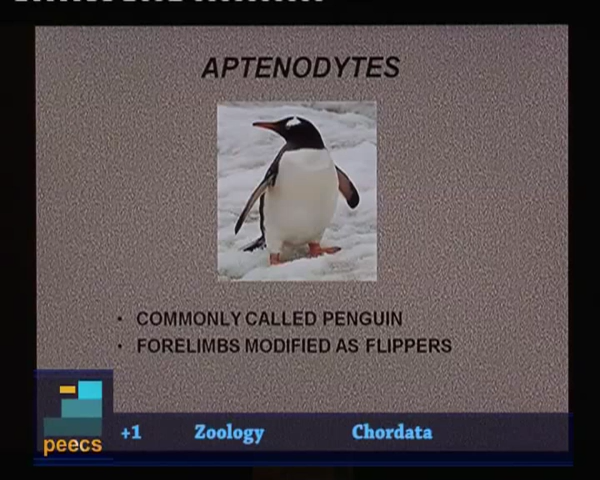 APTENODYTES
• COMMONLY CALLED PENGUIN
• FORELIMBS MODIFIED AS FLIPPERS
peecs
+1 Zoology Chordata